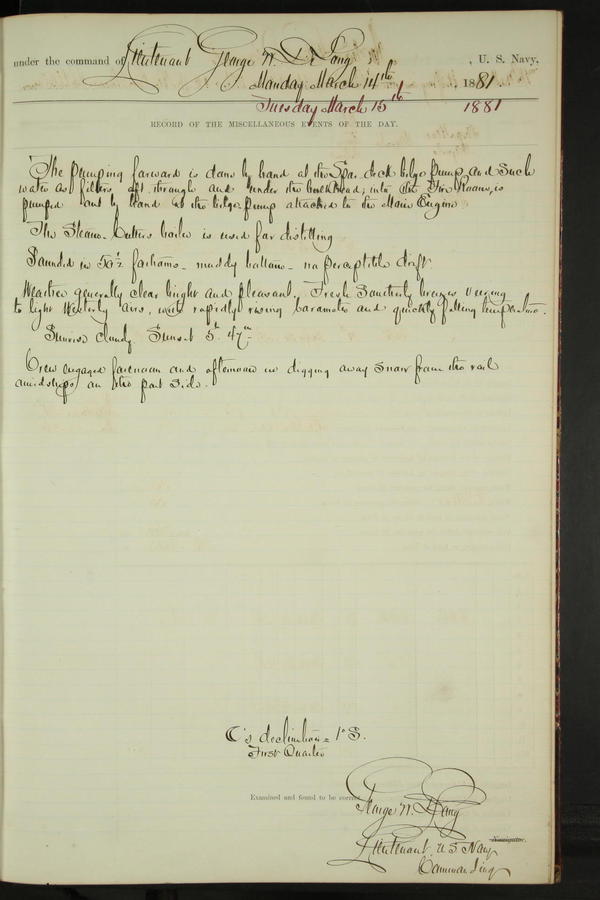 under the command of Lieutenant George W. De Long, U. S. Navy,
Monday March 14th, 1881.
Tuesday March 15th 1881
RECORD OF THE MISCELLANEOUS EVENTS OF THE DAY.
The pumping forward is done by hand at the Spar deck bilge pump, and such
water as filters aft through and under the bulkhead, into the Fire Room, is
pumped out by hand at the bilge pump attached to the Main Engine
The Steam-Cutters boiler is used for distilling
Sounded in 50½ fathoms - muddy bottom - no perceptible drift
Weather generally clear bright and pleasant. Fresh Southerly breezes veering
to light Westerly airs, with rapidly rising barometer and quickly falling temperature.
Sunrise cloudy Sunset 5h 47m
Crew engaged forenoon and afternoon in digging away snow from the rail
amidships on the port side.
C's declination = 1° S.
First Quarter
Examined and found to be correct.
George W. De Long
Navigator.
Lieutenant U S Navy
Commanding